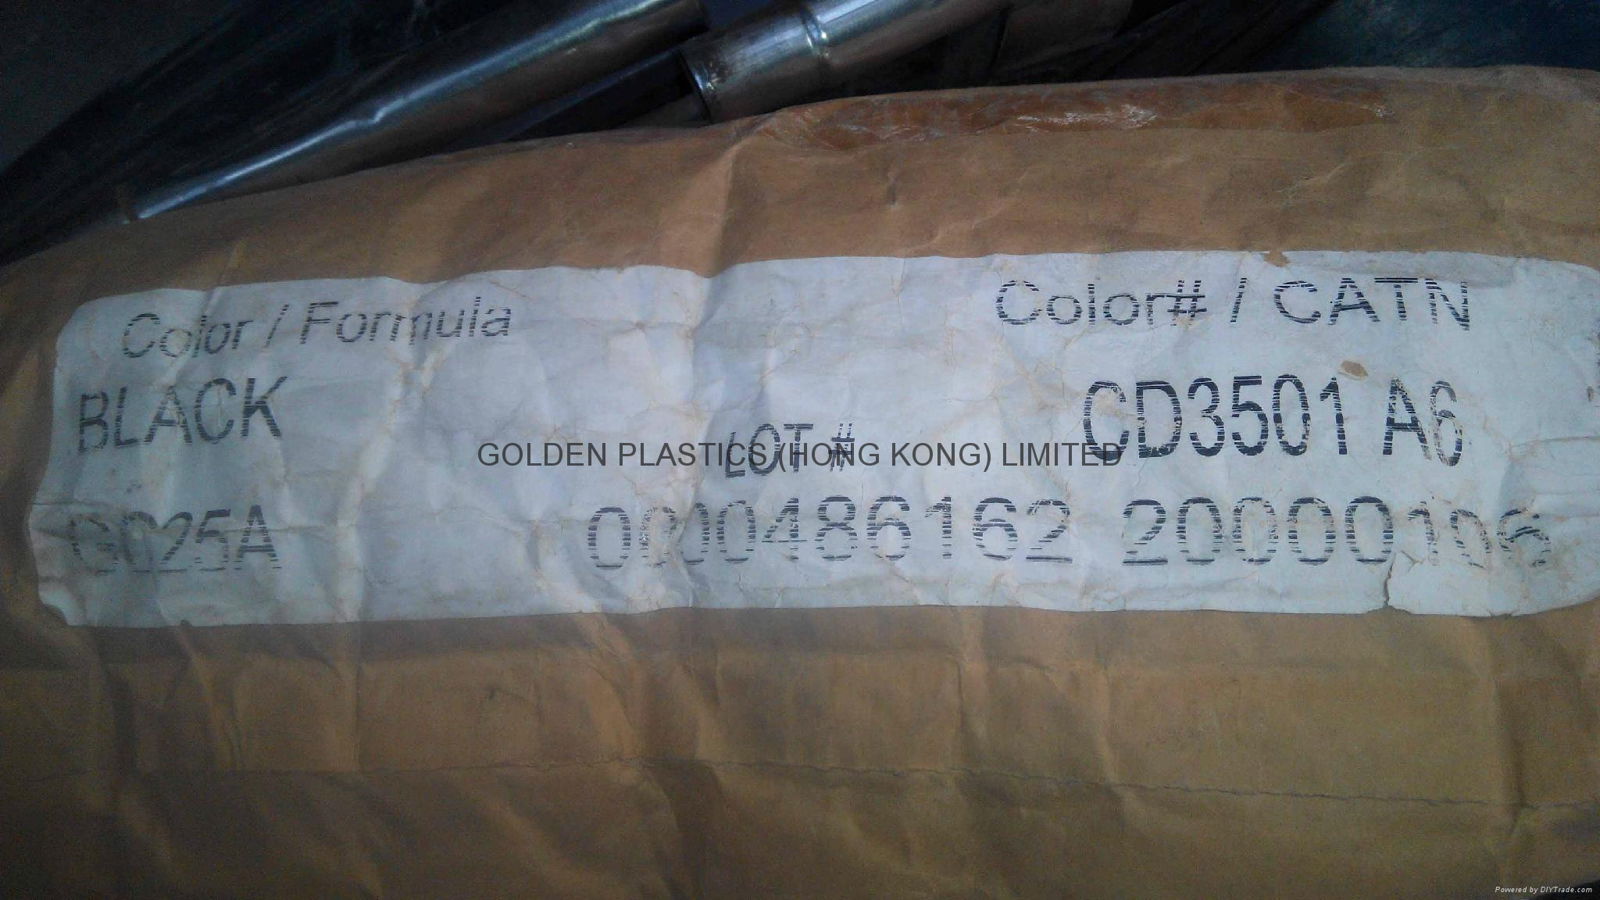 Color / Formula Color# / CATN
BLACK CD3501 A6
LOT #
GOLDEN PLASTICS (HONG KONG) LIMITED
G025A 0000486162 20000106
Powered by DIYTrade.com